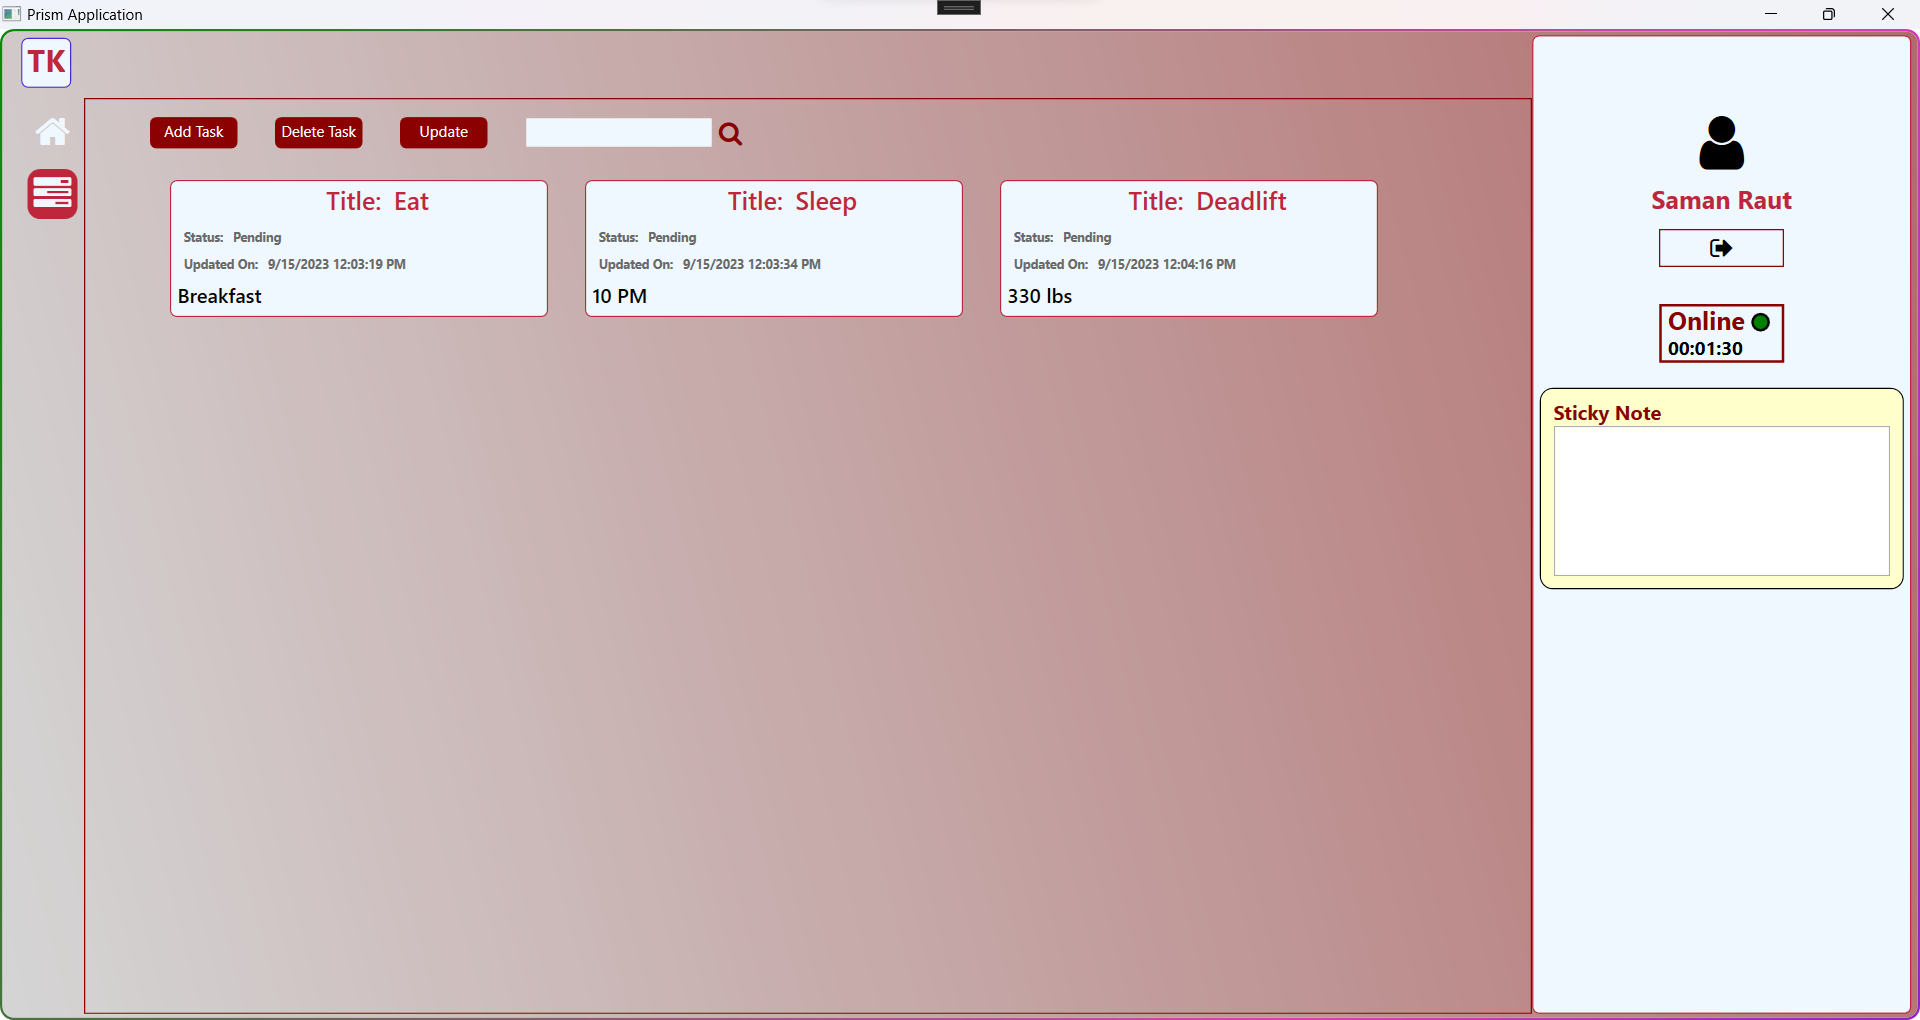 Prism Application
TK
Add Task
Delete Task
Update
Title: Eat
Status: Pending
Updated On: 9/15/2023 12:03:19 PM
Breakfast
Title: Sleep
Status: Pending
Updated On: 9/15/2023 12:03:34 PM
10 PM
Title: Deadlift
Status: Pending
Updated On: 9/15/2023 12:04:16 PM
330 lbs
Saman Raut
Online
00:01:30
Sticky Note